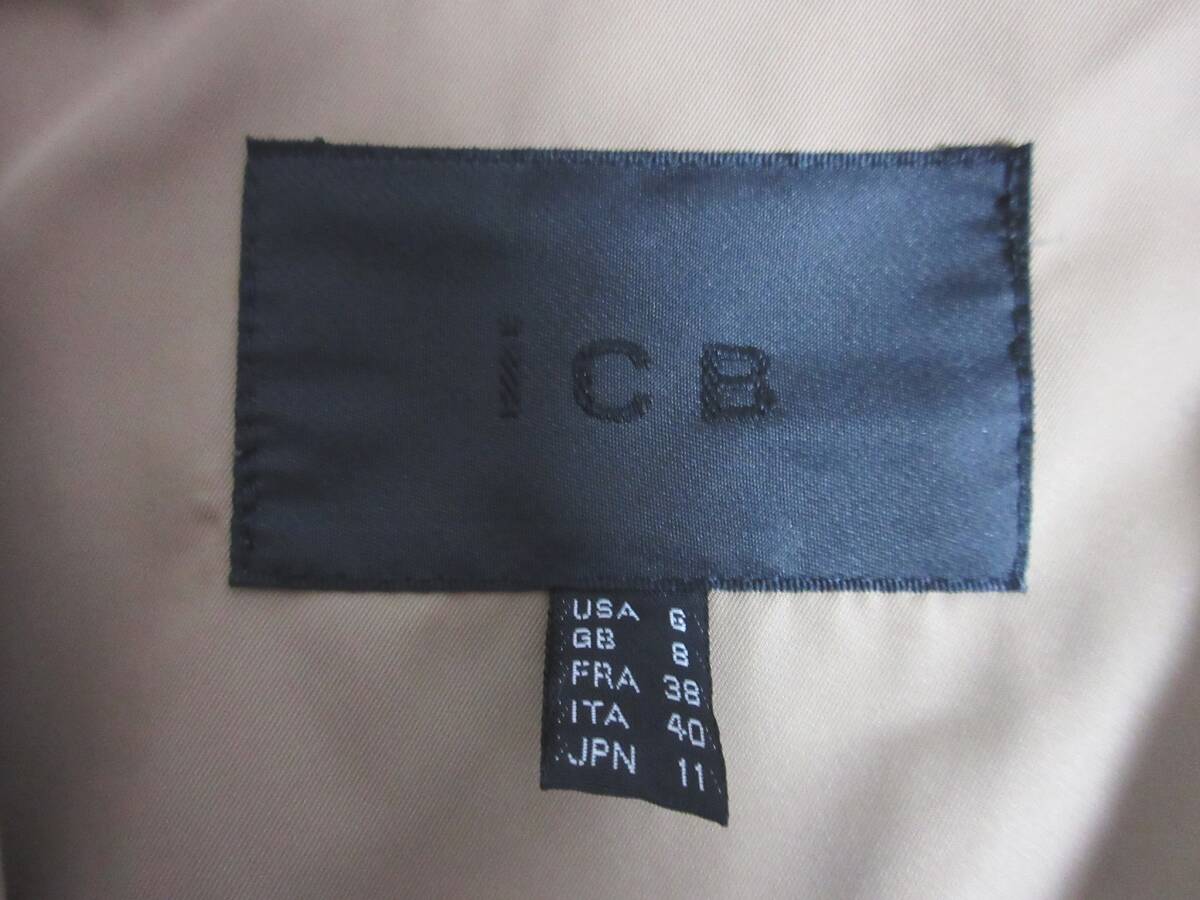 iCB
USA 6
GB 8
FRA 38
ITA 40
JPN 11